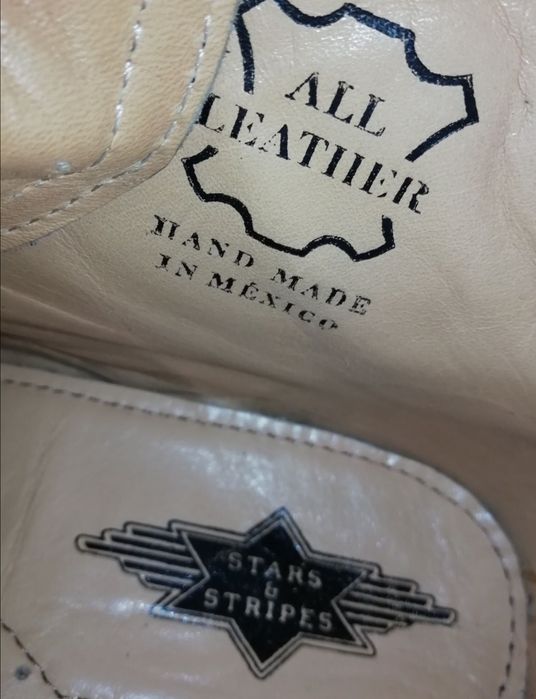 ALL
LEATHER
HAND MADE
IN MÉXICO
STARS
&
STRIPES